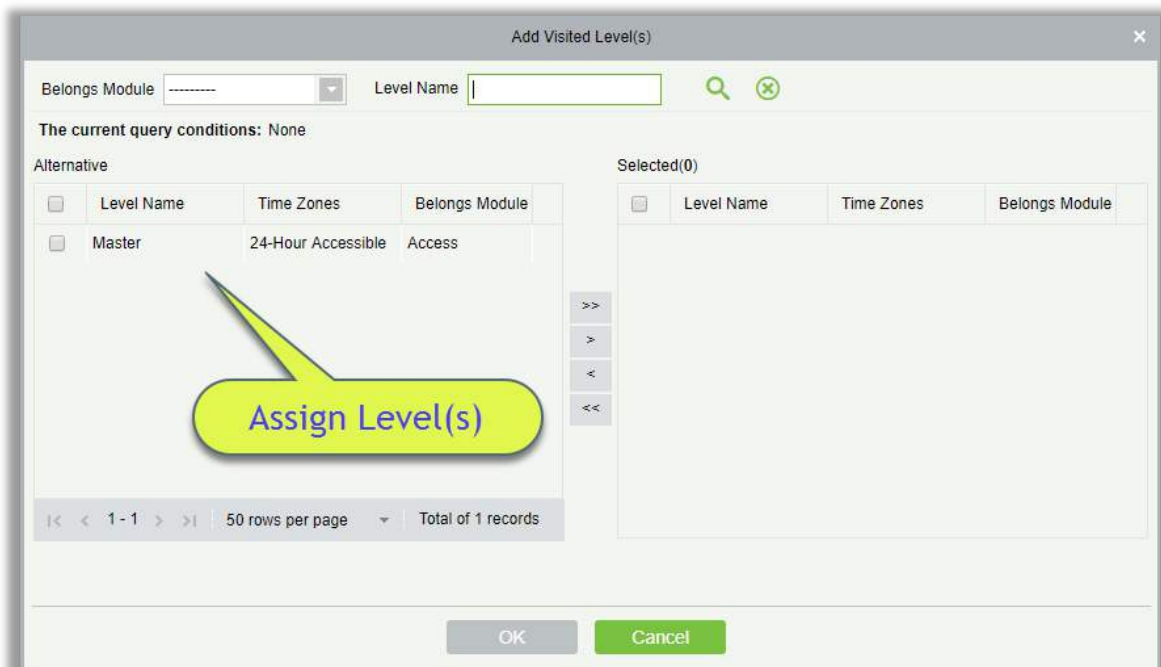 Add Visited Level(s)
Belongs Module --------- Level Name
The current query conditions: None
Alternative Selected(0)
Level Name Time Zones Belongs Module Level Name Time Zones Belongs Module
Master 24-Hour Accessible Access
>>
>
<
<<
Assign Level(s)
|< < 1 - 1 > >| 50 rows per page Total of 1 records
OK Cancel